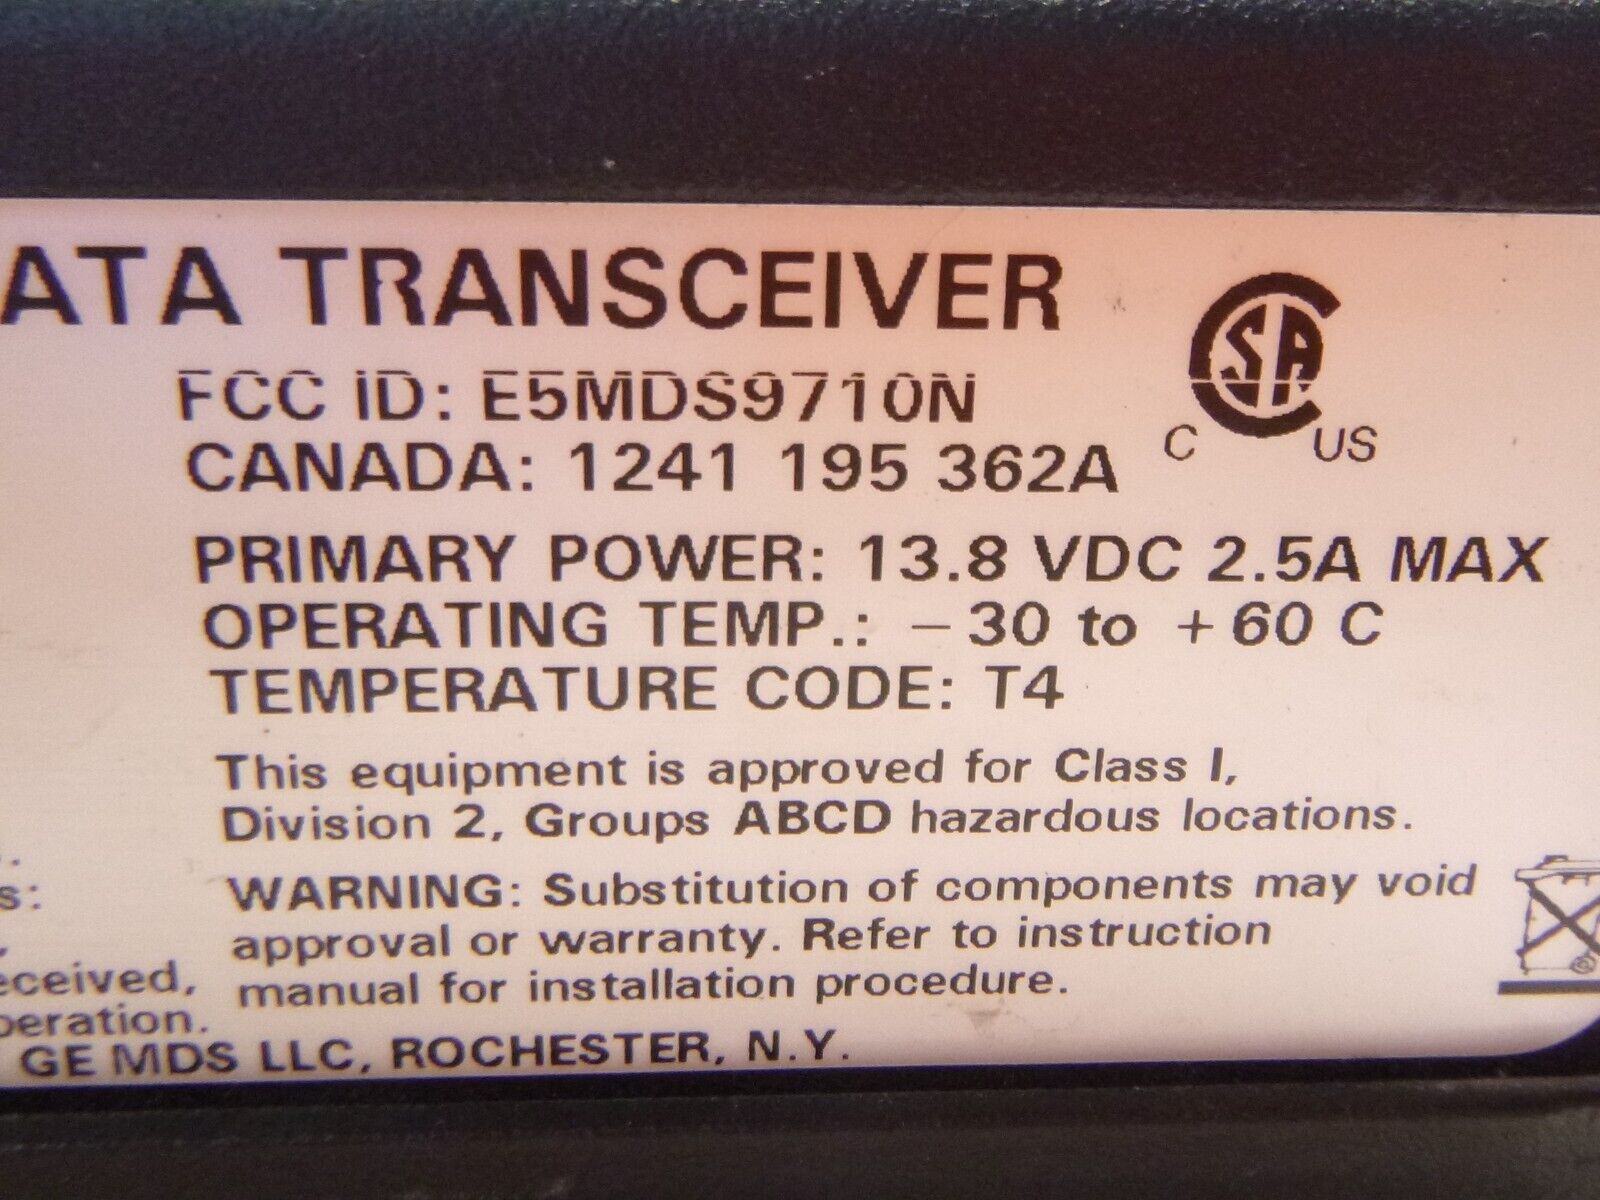 ATA TRANSCEIVER
FCC ID: E5MDS9710N
CANADA: 1241 195 362A
CSA
C US
PRIMARY POWER: 13.8 VDC 2.5A MAX
OPERATING TEMP.: -30 to +60 C
TEMPERATURE CODE: T4
This equipment is approved for Class I,
Division 2, Groups ABCD hazardous locations.
s:
WARNING: Substitution of components may void
approval or warranty. Refer to instruction
eceived, manual for installation procedure.
peration.
GE MDS LLC, ROCHESTER, N.Y.